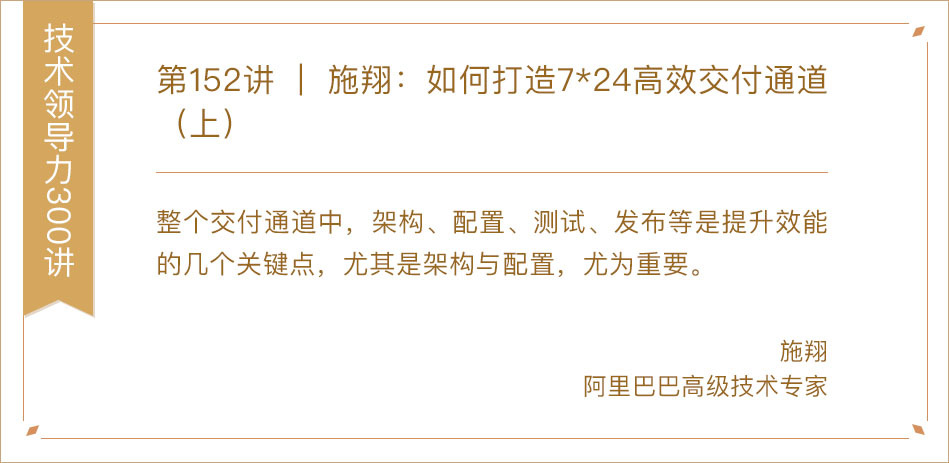 技术领导力300讲
第152讲 | 施翔：如何打造7*24高效交付通道
（上）
整个交付通道中，架构、配置、测试、发布等是提升效能
的几个关键点，尤其是架构与配置，尤为重要。
施翔
阿里巴巴高级技术专家